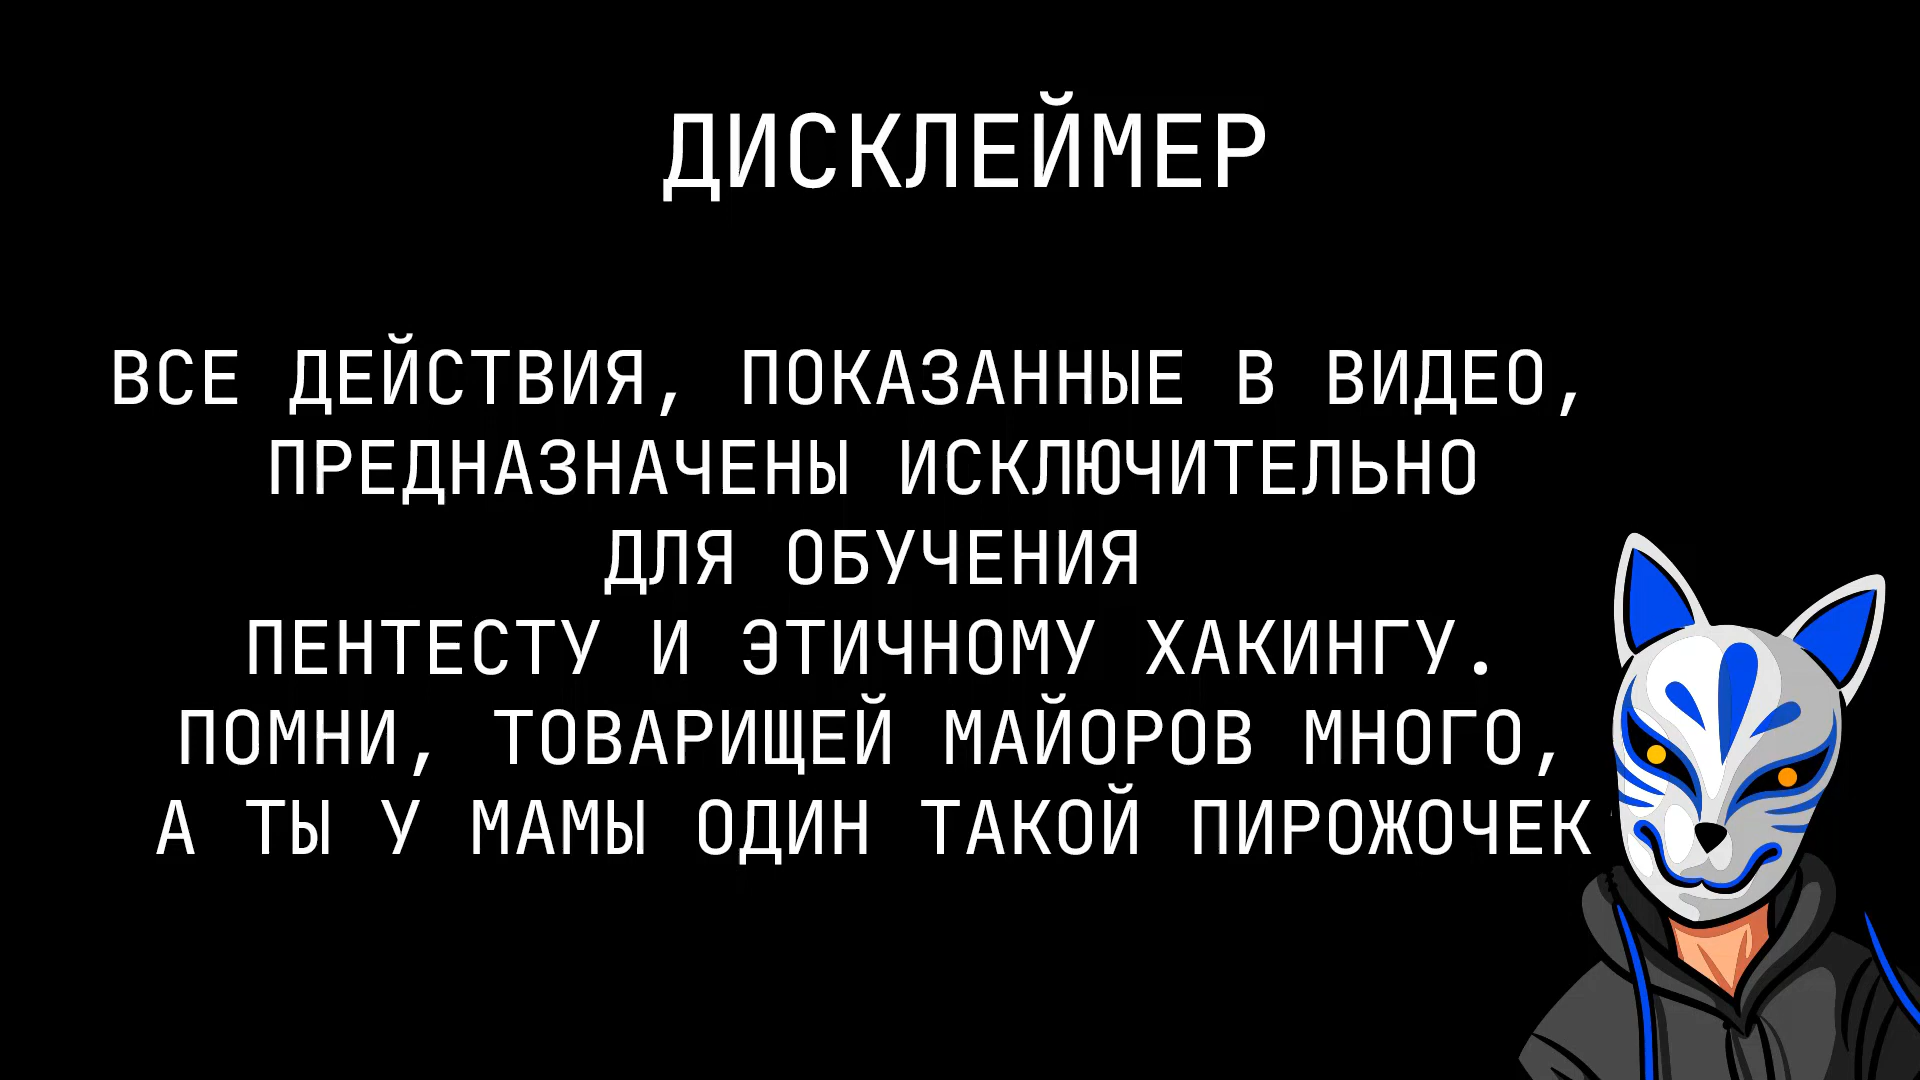 ДИСКЛЕЙМЕР
ВСЕ ДЕЙСТВИЯ, ПОКАЗАННЫЕ В ВИДЕО,
ПРЕДНАЗНАЧЕНЫ ИСКЛЮЧИТЕЛЬНО
ДЛЯ ОБУЧЕНИЯ
ПЕНТЕСТУ И ЭТИЧНОМУ ХАКИНГУ.
ПОМНИ, ТОВАРИЩЕЙ МАЙОРОВ МНОГО,
А ТЫ У МАМЫ ОДИН ТАКОЙ ПИРОЖОЧЕК